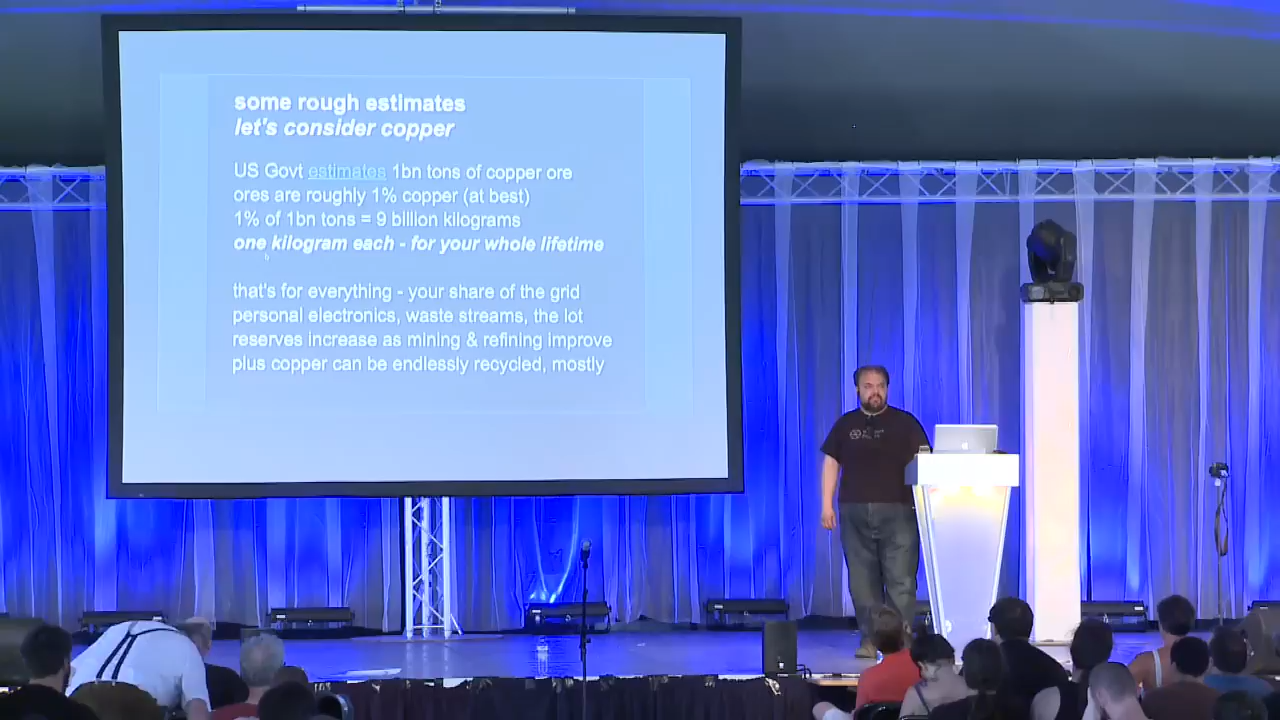 some rough estimates
let's consider copper
US Govt estimates 1bn tons of copper ore
ores are roughly 1% copper (at best)
1% of 1bn tons = 9 billion kilograms
one kilogram each - for your whole lifetime
that's for everything - your share of the grid
personal electronics, waste streams, the lot
reserves increase as mining & refining improve
plus copper can be endlessly recycled, mostly